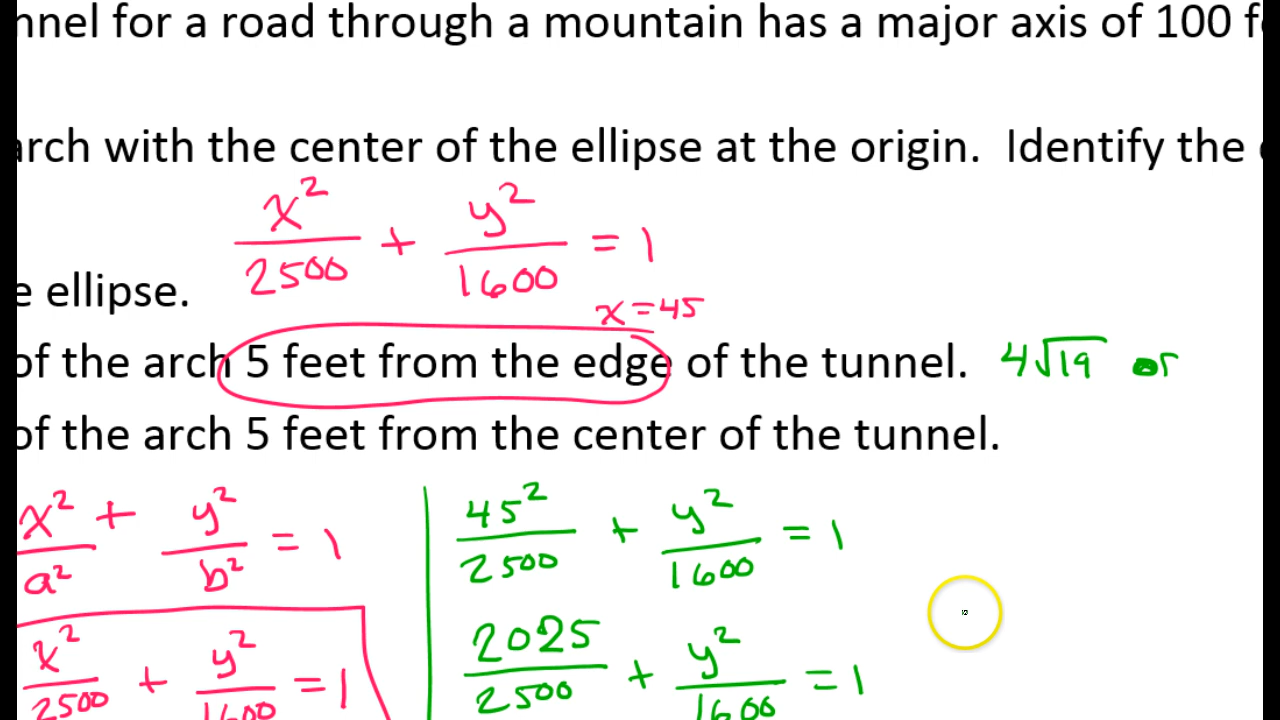 nnel for a road through a mountain has a major axis of 100 f
arch with the center of the ellipse at the origin. Identify the
x² / 2500 + y² / 1600 = 1
e ellipse.
x = 45
of the arch 5 feet from the edge of the tunnel. 4√19 or
of the arch 5 feet from the center of the tunnel.
x² / a² + y² / b² = 1
45² / 2500 + y² / 1600 = 1
x² / 2500 + y² / 1600 = 1
2025 / 2500 + y² / 1600 = 1